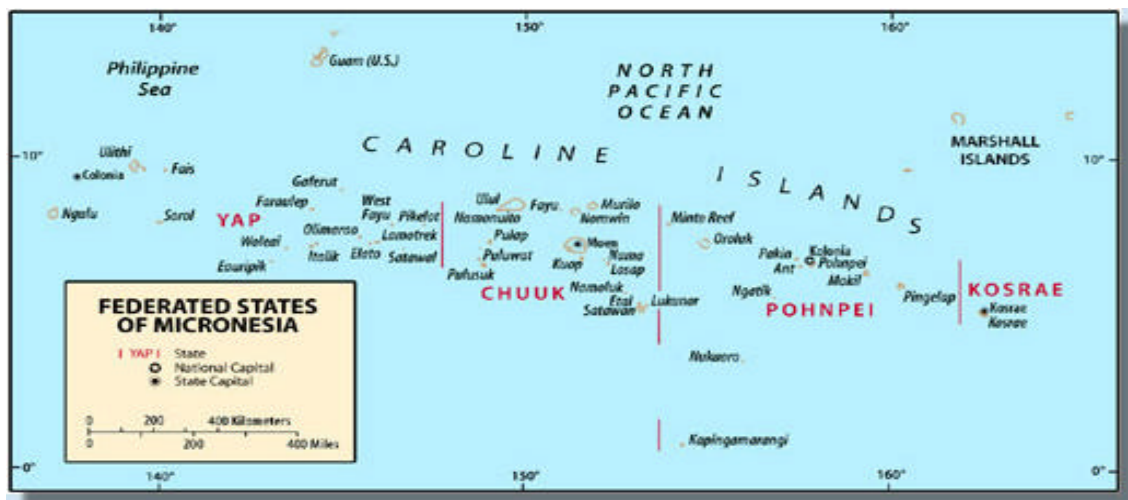 140°
150°
160°
Philippine
Sea
Guam (U.S.)
NORTH
PACIFIC
OCEAN
MARSHALL
ISLANDS
10°
10°
CAROLINE
ISLANDS
Ulithi
Colonia
Fais
Ngulu
Sorol
YAP
Gaferut
Faraulep
West
Fayu
Pikelot
Olimarao
Lamotrek
Woleai
Ifalik
Elato
Satawal
Eauripik
Ulul
Fayu
Murilo
Namonuito
Nomwin
Pulap
Moen
Puluwat
Kuop
Nama
Losap
Pulusuk
Namoluk
CHUUK
Etal
Lukunor
Satawan
Minto Reef
Oroluk
Pakin
Kolonia
Pohnpei
Ant
Mokil
Ngatik
Pingelap
POHNPEI
KOSRAE
Kosrae
Kosrae
Nukuoro
Kapingamarangi
FEDERATED STATES
OF MICRONESIA
YAP State
National Capital
State Capital
0 200 400 Kilometers
0 200 400 Miles
0°
0°
140°
150°
160°